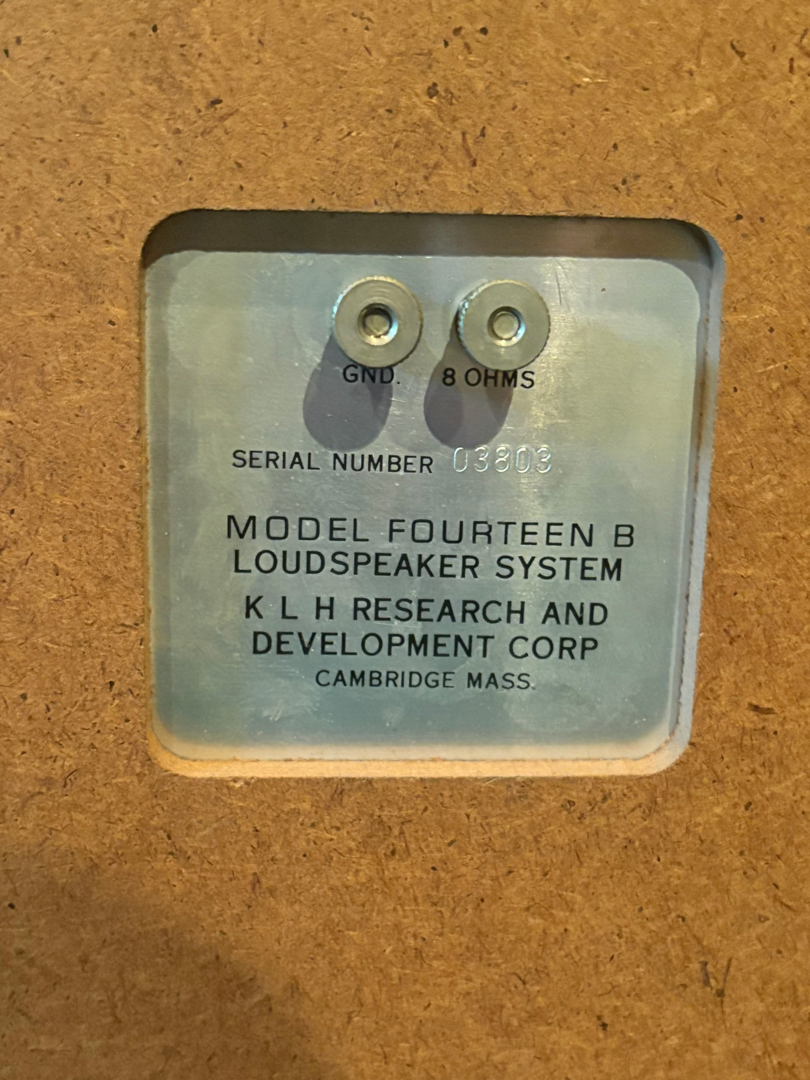 GND. 8 OHMS
SERIAL NUMBER 03803
MODEL FOURTEEN B
LOUDSPEAKER SYSTEM
K L H RESEARCH AND
DEVELOPMENT CORP
CAMBRIDGE MASS.